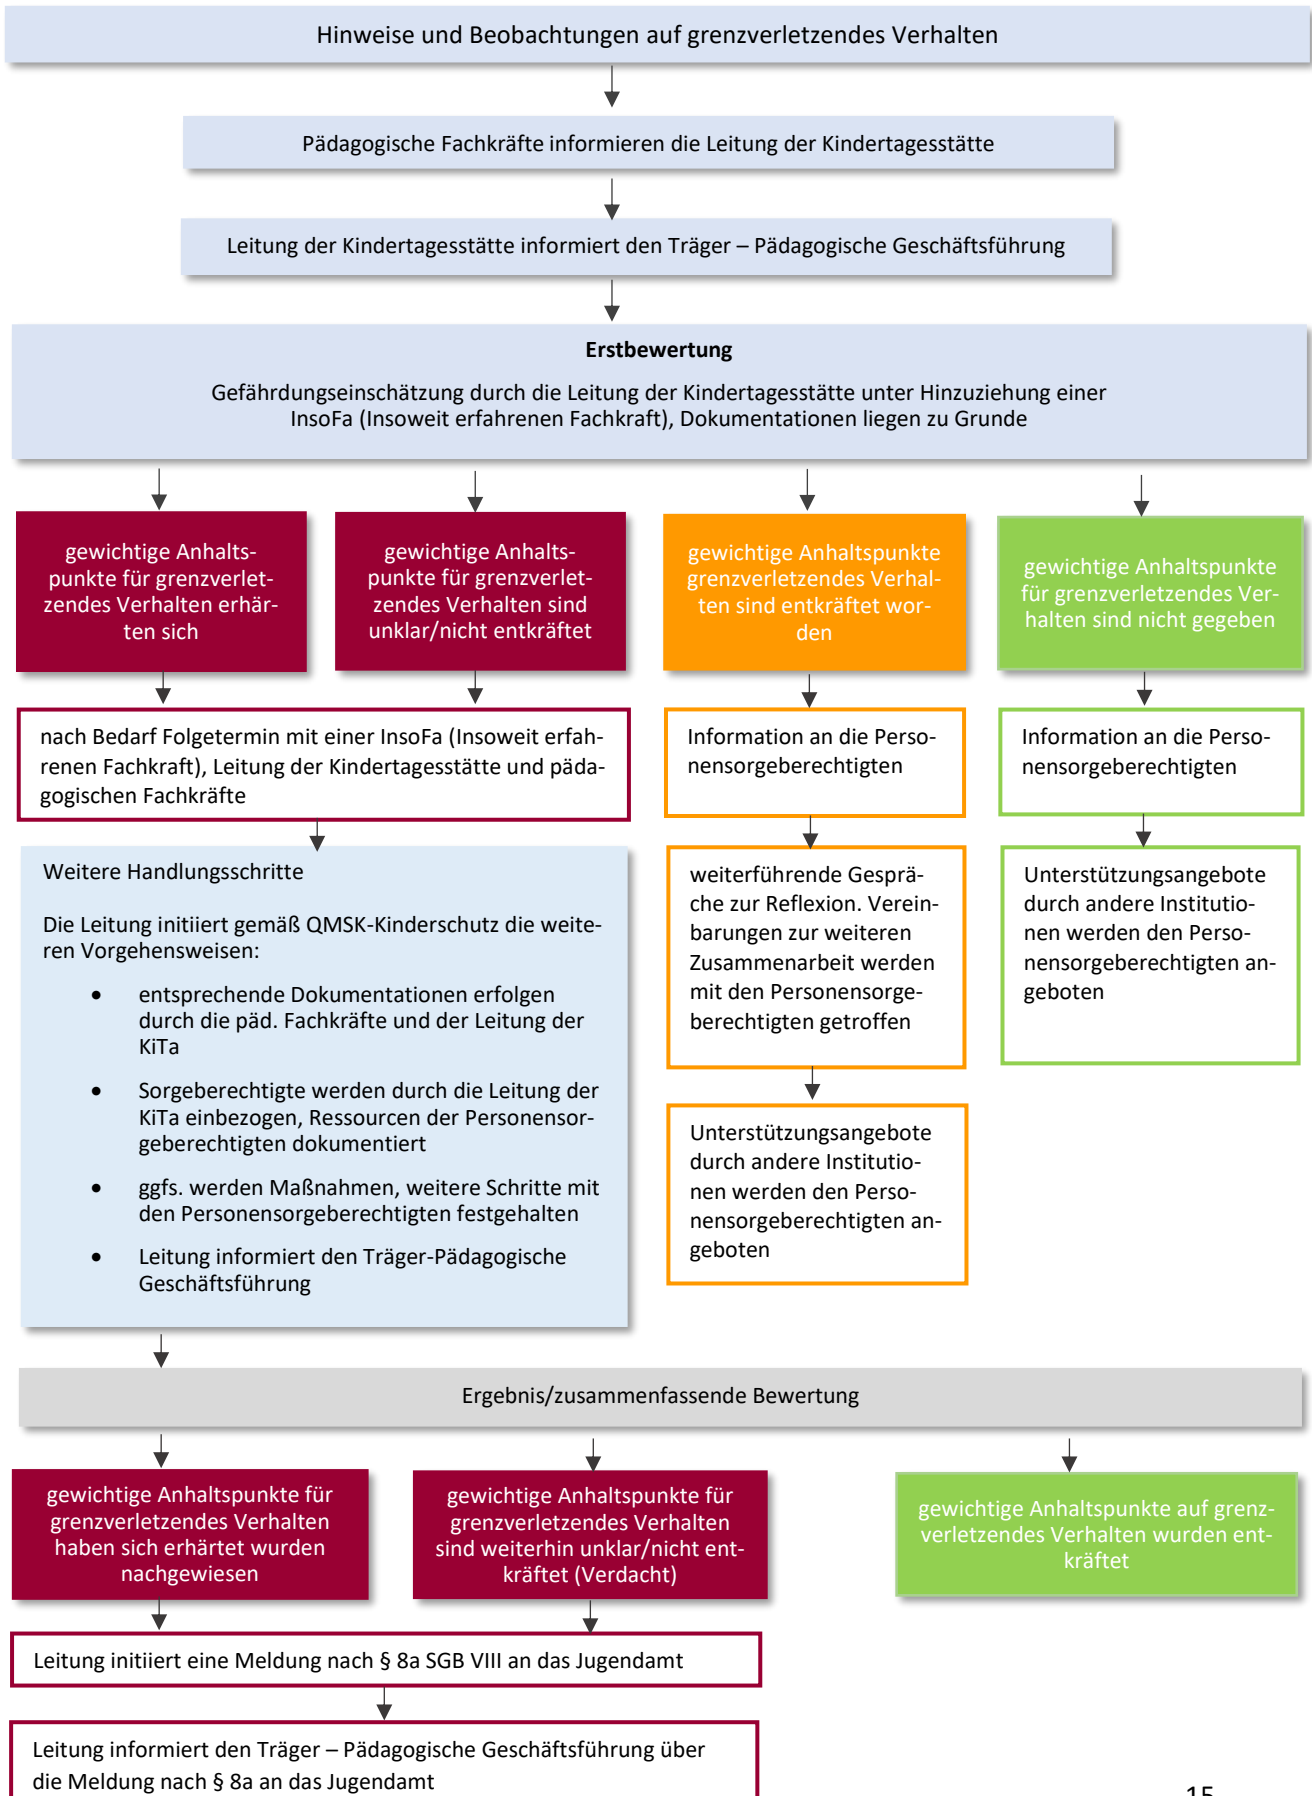 Hinweise und Beobachtungen auf grenzverletzendes Verhalten
Pädagogische Fachkräfte informieren die Leitung der Kindertagesstätte
Leitung der Kindertagesstätte informiert den Träger – Pädagogische Geschäftsführung
Erstbewertung
Gefährdungseinschätzung durch die Leitung der Kindertagesstätte unter Hinzuziehung einer
InsoFa (Insoweit erfahrenen Fachkraft), Dokumentationen liegen zu Grunde
gewichtige Anhalts-
punkte für grenzverlet-
zendes Verhalten erhär-
ten sich
gewichtige Anhalts-
punkte für grenzverlet-
zendes Verhalten sind
unklar/nicht entkräftet
gewichtige Anhaltspunkte
grenzverletzendes Verhal-
ten sind entkräftet wor-
den
gewichtige Anhaltspunkte
für grenzverletzendes Ver-
halten sind nicht gegeben
nach Bedarf Folgetermin mit einer InsoFa (Insoweit erfah-
renen Fachkraft), Leitung der Kindertagesstätte und päda-
gogischen Fachkräfte
Information an die Perso-
nensorgeberechtigten
Information an die Perso-
nensorgeberechtigten
Weitere Handlungsschritte
Die Leitung initiiert gemäß QMSK-Kinderschutz die weite-
ren Vorgehensweisen:
• entsprechende Dokumentationen erfolgen
durch die päd. Fachkräfte und der Leitung der
KiTa
• Sorgeberechtigte werden durch die Leitung der
KiTa einbezogen, Ressourcen der Personensor-
geberechtigten dokumentiert
• ggfs. werden Maßnahmen, weitere Schritte mit
den Personensorgeberechtigten festgehalten
• Leitung informiert den Träger-Pädagogische
Geschäftsführung
weiterführende Gesprä-
che zur Reflexion. Verein-
barungen zur weiteren
Zusammenarbeit werden
mit den Personensorge-
berechtigten getroffen
Unterstützungsangebote
durch andere Institutio-
nen werden den Perso-
nensorgeberechtigten an-
geboten
Unterstützungsangebote
durch andere Institutio-
nen werden den Perso-
nensorgeberechtigten an-
geboten
Ergebnis/zusammenfassende Bewertung
gewichtige Anhaltspunkte für
grenzverletzendes Verhalten
haben sich erhärtet wurden
nachgewiesen
gewichtige Anhaltspunkte für
grenzverletzendes Verhalten
sind weiterhin unklar/nicht ent-
kräftet (Verdacht)
gewichtige Anhaltspunkte auf grenz-
verletzendes Verhalten wurden ent-
kräftet
Leitung initiiert eine Meldung nach § 8a SGB VIII an das Jugendamt
Leitung informiert den Träger – Pädagogische Geschäftsführung über
die Meldung nach § 8a an das Jugendamt
15